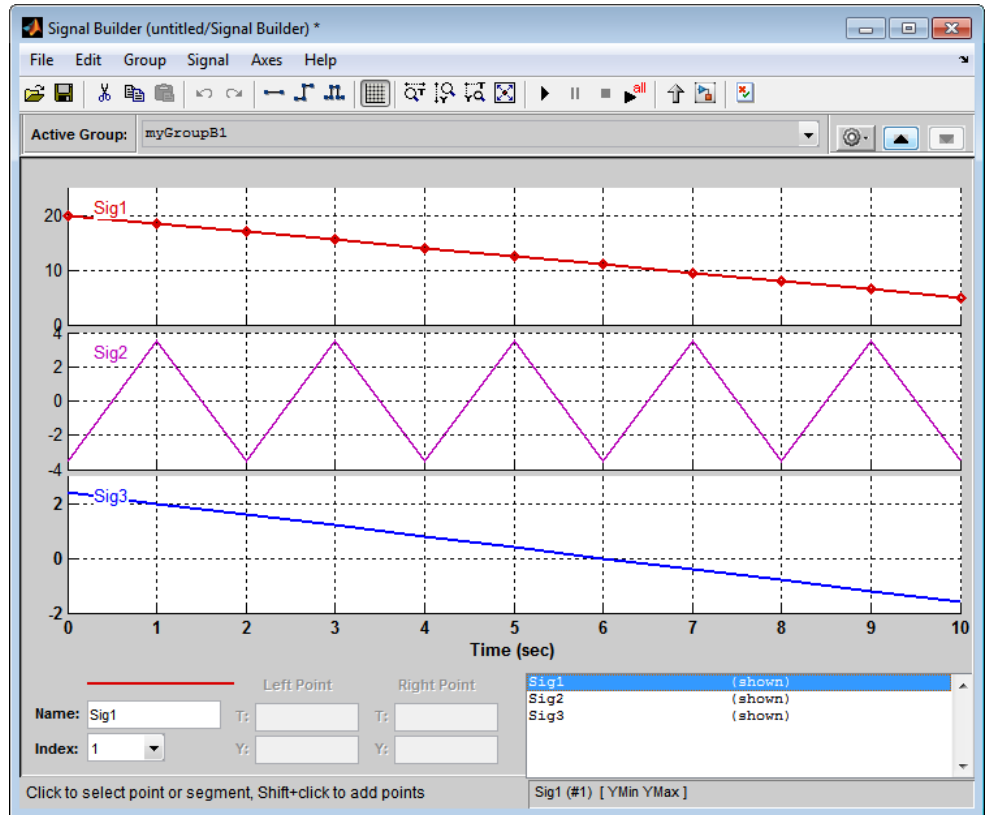 Signal Builder (untitled/Signal Builder) *
File Edit Group Signal Axes Help
all
Active Group: myGroupB1
Sig1
20
10
0
Sig2
4
2
0
-2
-4
Sig3
2
0
-2
0 1 2 3 4 5 6 7 8 9 10
Time (sec)
Left Point Right Point
Name: Sig1 T: T:
Index: 1 Y: Y:
Sig1 (shown)
Sig2 (shown)
Sig3 (shown)
Click to select point or segment, Shift+click to add points Sig1 (#1) [ YMin YMax ]